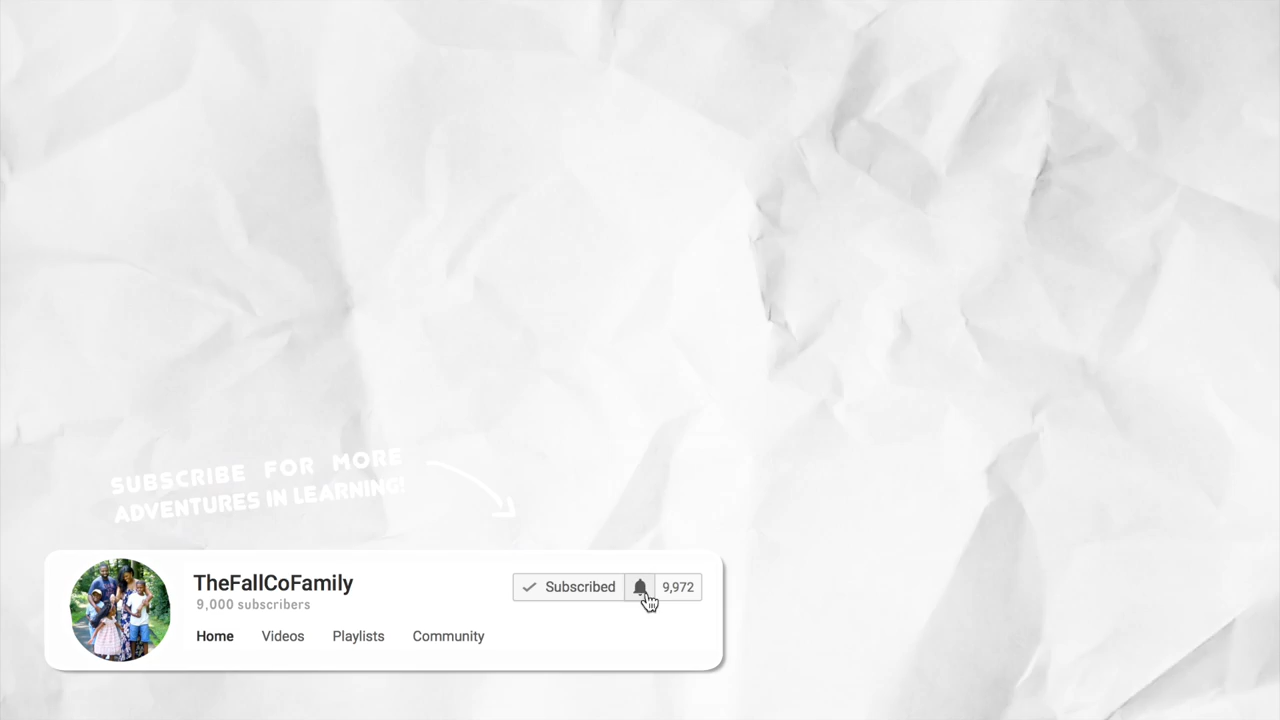 SUBSCRIBE FOR MORE
ADVENTURES IN LEARNING!
TheFallCoFamily
9,000 subscribers
Subscribed 9,972
Home Videos Playlists Community